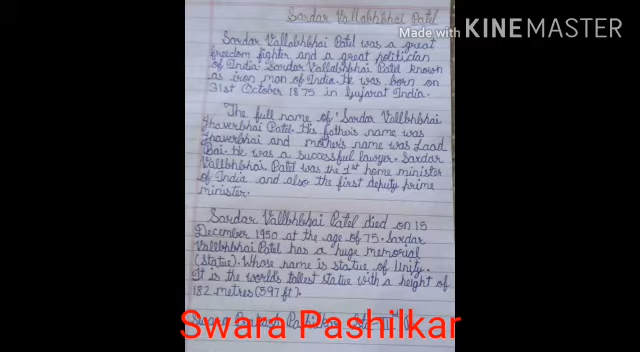 Sardar Vallabhbhai Patel
Made with KINEMASTER
Sardar Vallabhbhai Patel was a great
freedom fighter and a great politician
of India. Sardar Vallabhbhai Patel known
as iron man of India. He was born on
31st October 1875 in Gujarat India.
The full name of Sardar Vallbhbhai
Jhaverbhai Patel. His father's name was
Jhaverbhai and mother's name was Laad
Bai. He was a successful lawyer. Sardar
Vallbhbhai Patel was the 1st home minister
of India and also the first deputy prime
minister.
Sardar Vallbhbhai Patel died on 15
December 1950 at the age of 75. Sardar
Vallbhbhai Patel has a huge memorial
(Statue). Whose name is statue of Unity.
It is the world's tallest statue with a height of
182 metres (597 ft).
Swara Pashilkar